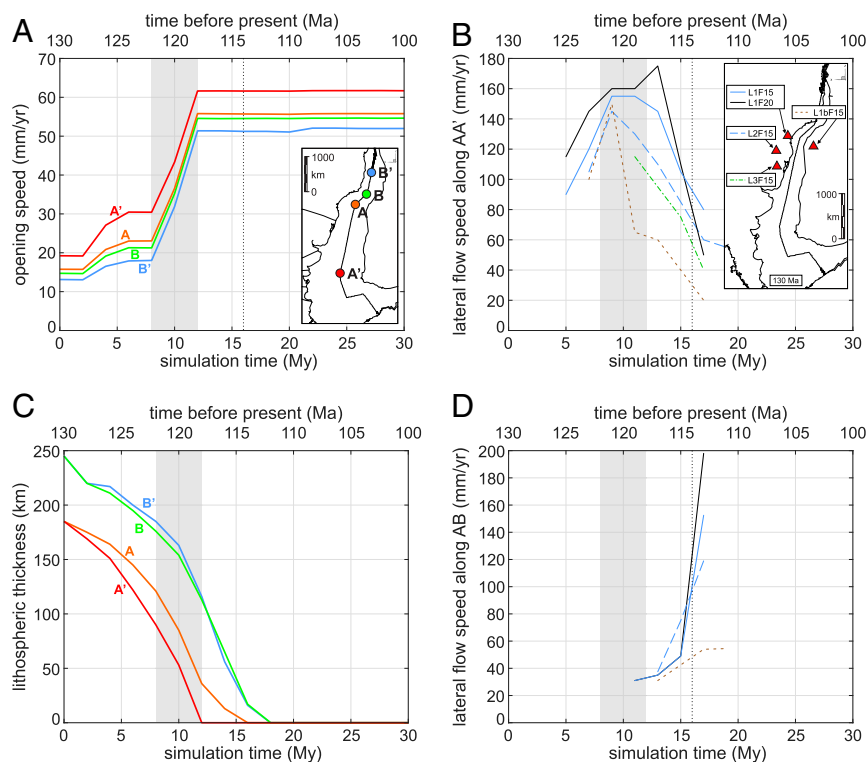 A
time before present (Ma)
130 125 120 115 110 105 100
70
60
50
40
30
20
10
0
opening speed (mm/yr)
A'
A
B
B'
1000
km
0
B'
B
A
A'
0 5 10 15 20 25 30
simulation time (My)
B
time before present (Ma)
130 125 120 115 110 105 100
180
160
140
120
100
80
60
40
20
0
lateral flow speed along AA' (mm/yr)
L1F15
L1F20
L1bF15
L2F15
L3F15
1000
km
0
130 Ma
0 5 10 15 20 25 30
simulation time (My)
C
time before present (Ma)
130 125 120 115 110 105 100
250
200
150
100
50
0
lithospheric thickness (km)
B'
B
A
A'
0 5 10 15 20 25 30
simulation time (My)
D
time before present (Ma)
130 125 120 115 110 105 100
200
180
160
140
120
100
80
60
40
20
0
lateral flow speed along AB (mm/yr)
0 5 10 15 20 25 30
simulation time (My)